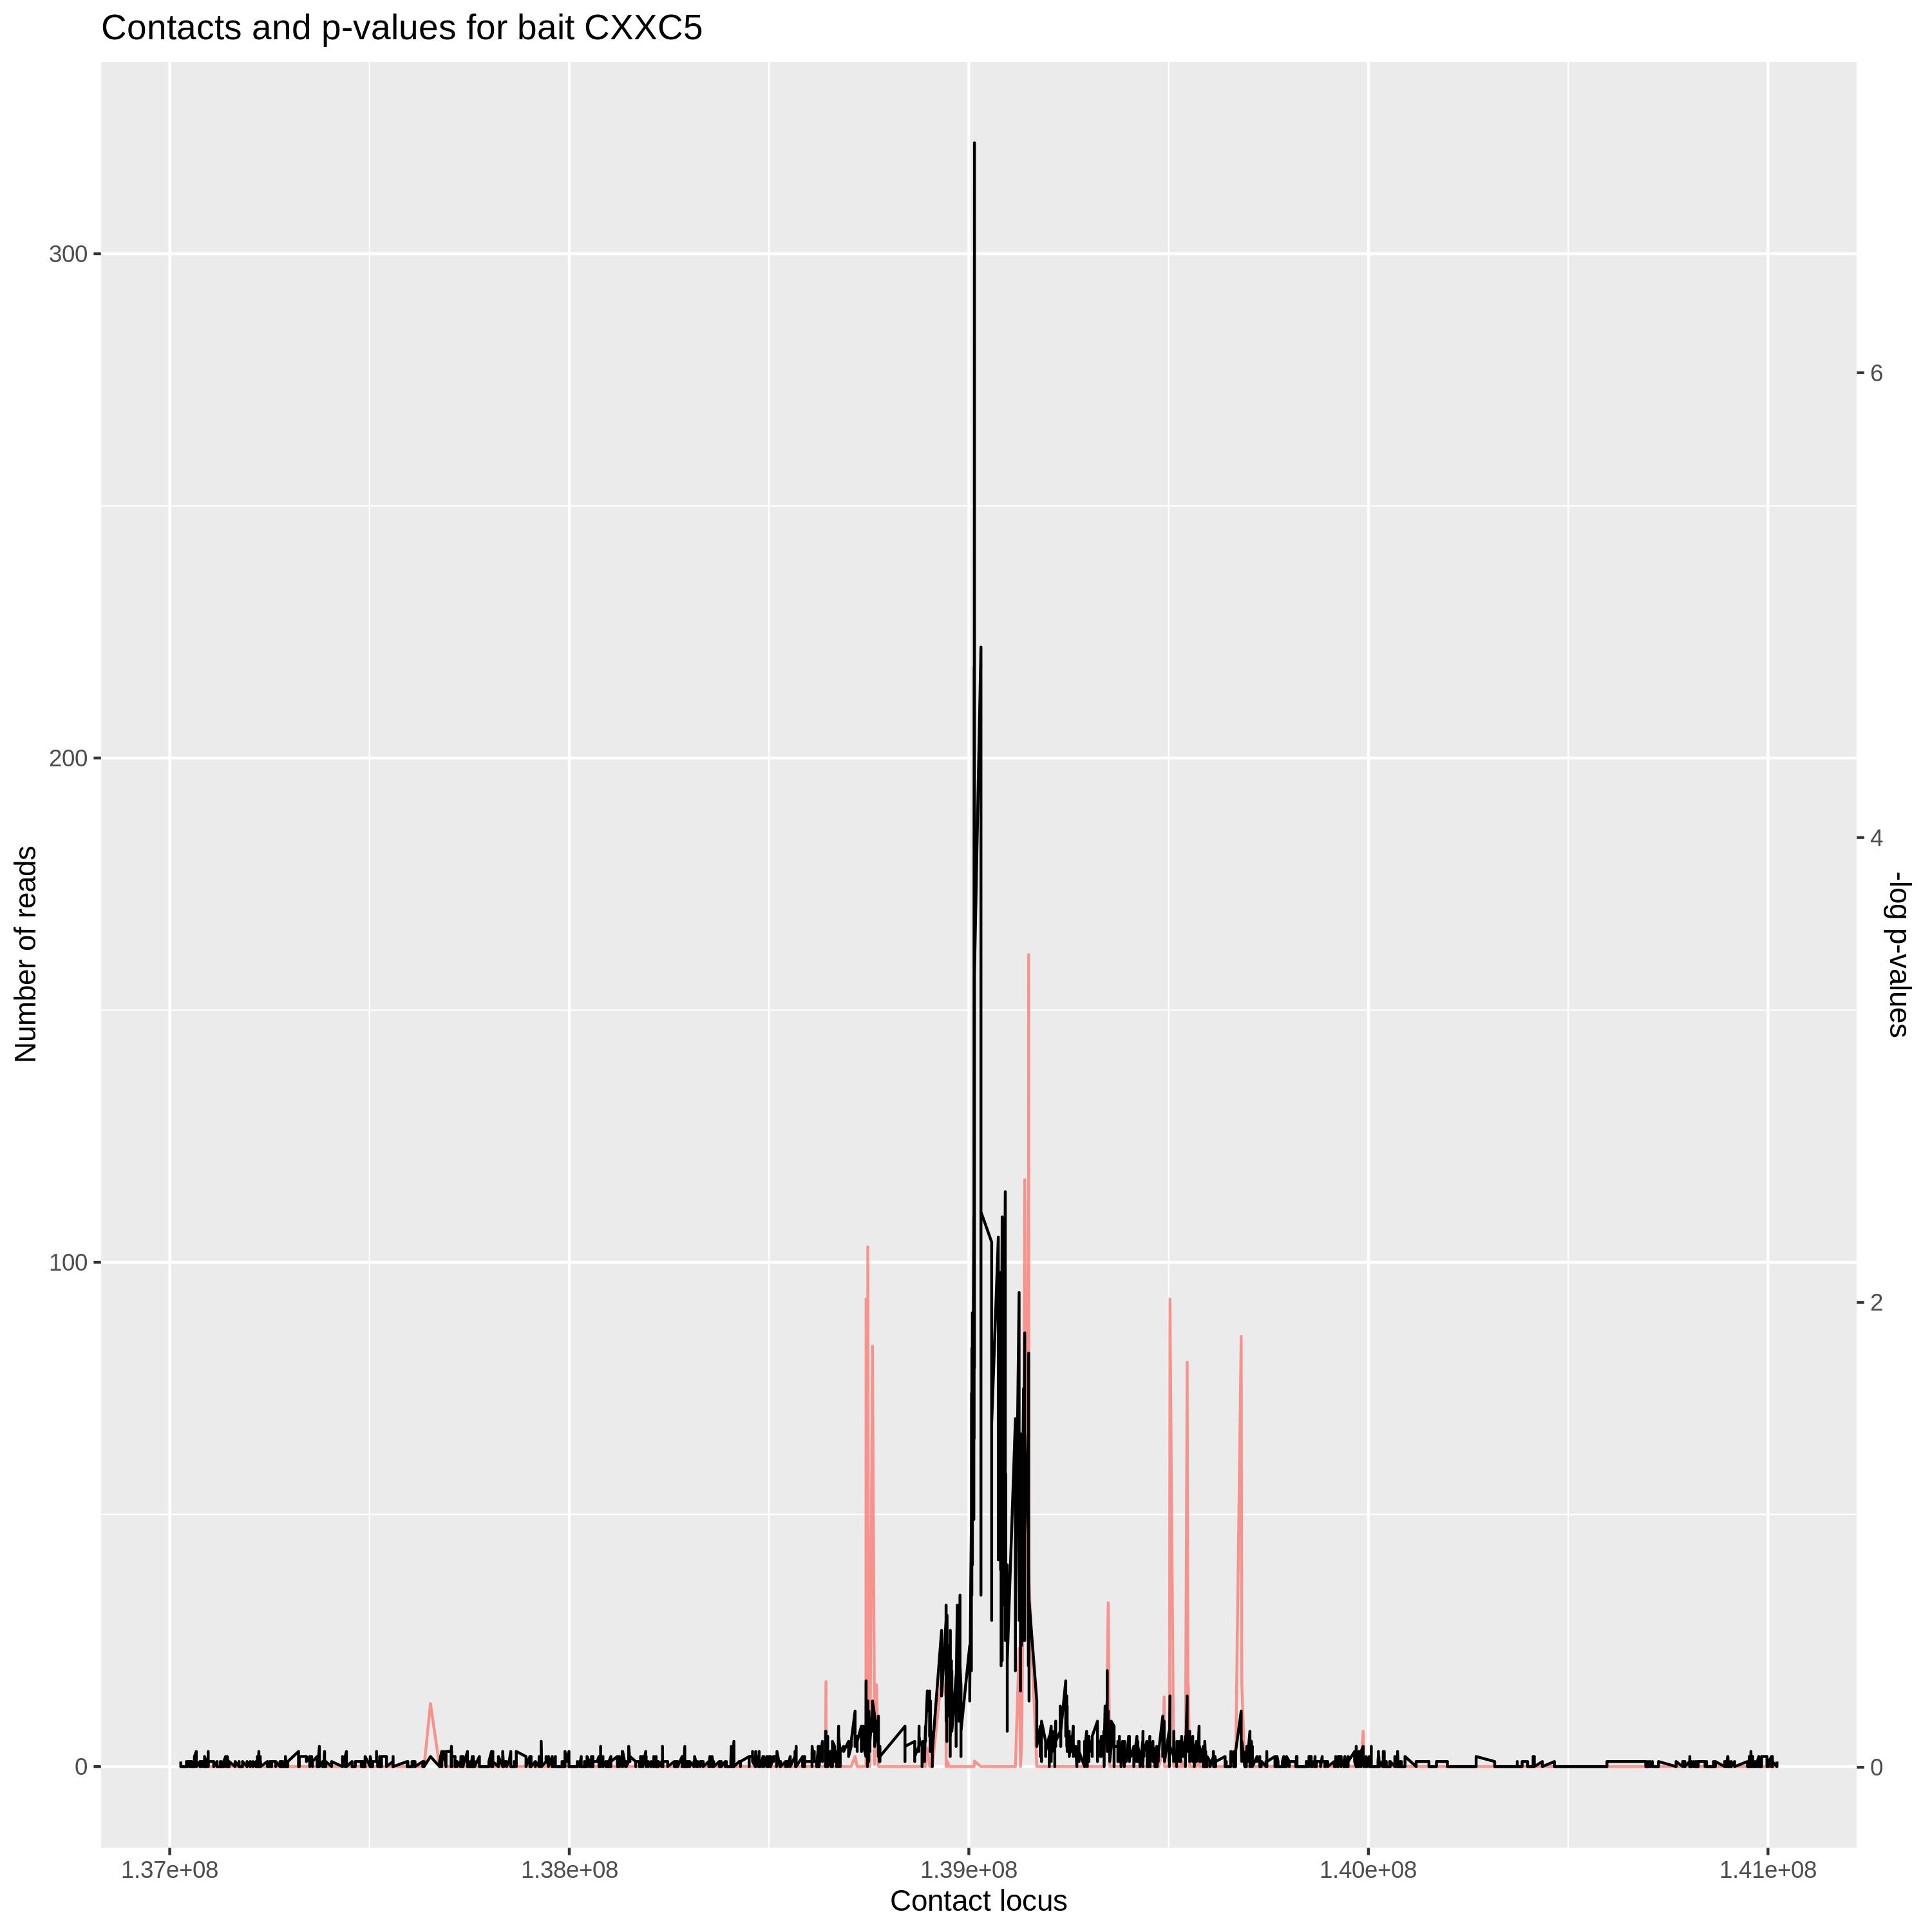 Contacts and p-values for bait CXXC5
300
200
100
0
Number of reads
6
4
2
0
-log p-values
1.37e+08
1.38e+08
1.39e+08
1.40e+08
1.41e+08
Contact locus